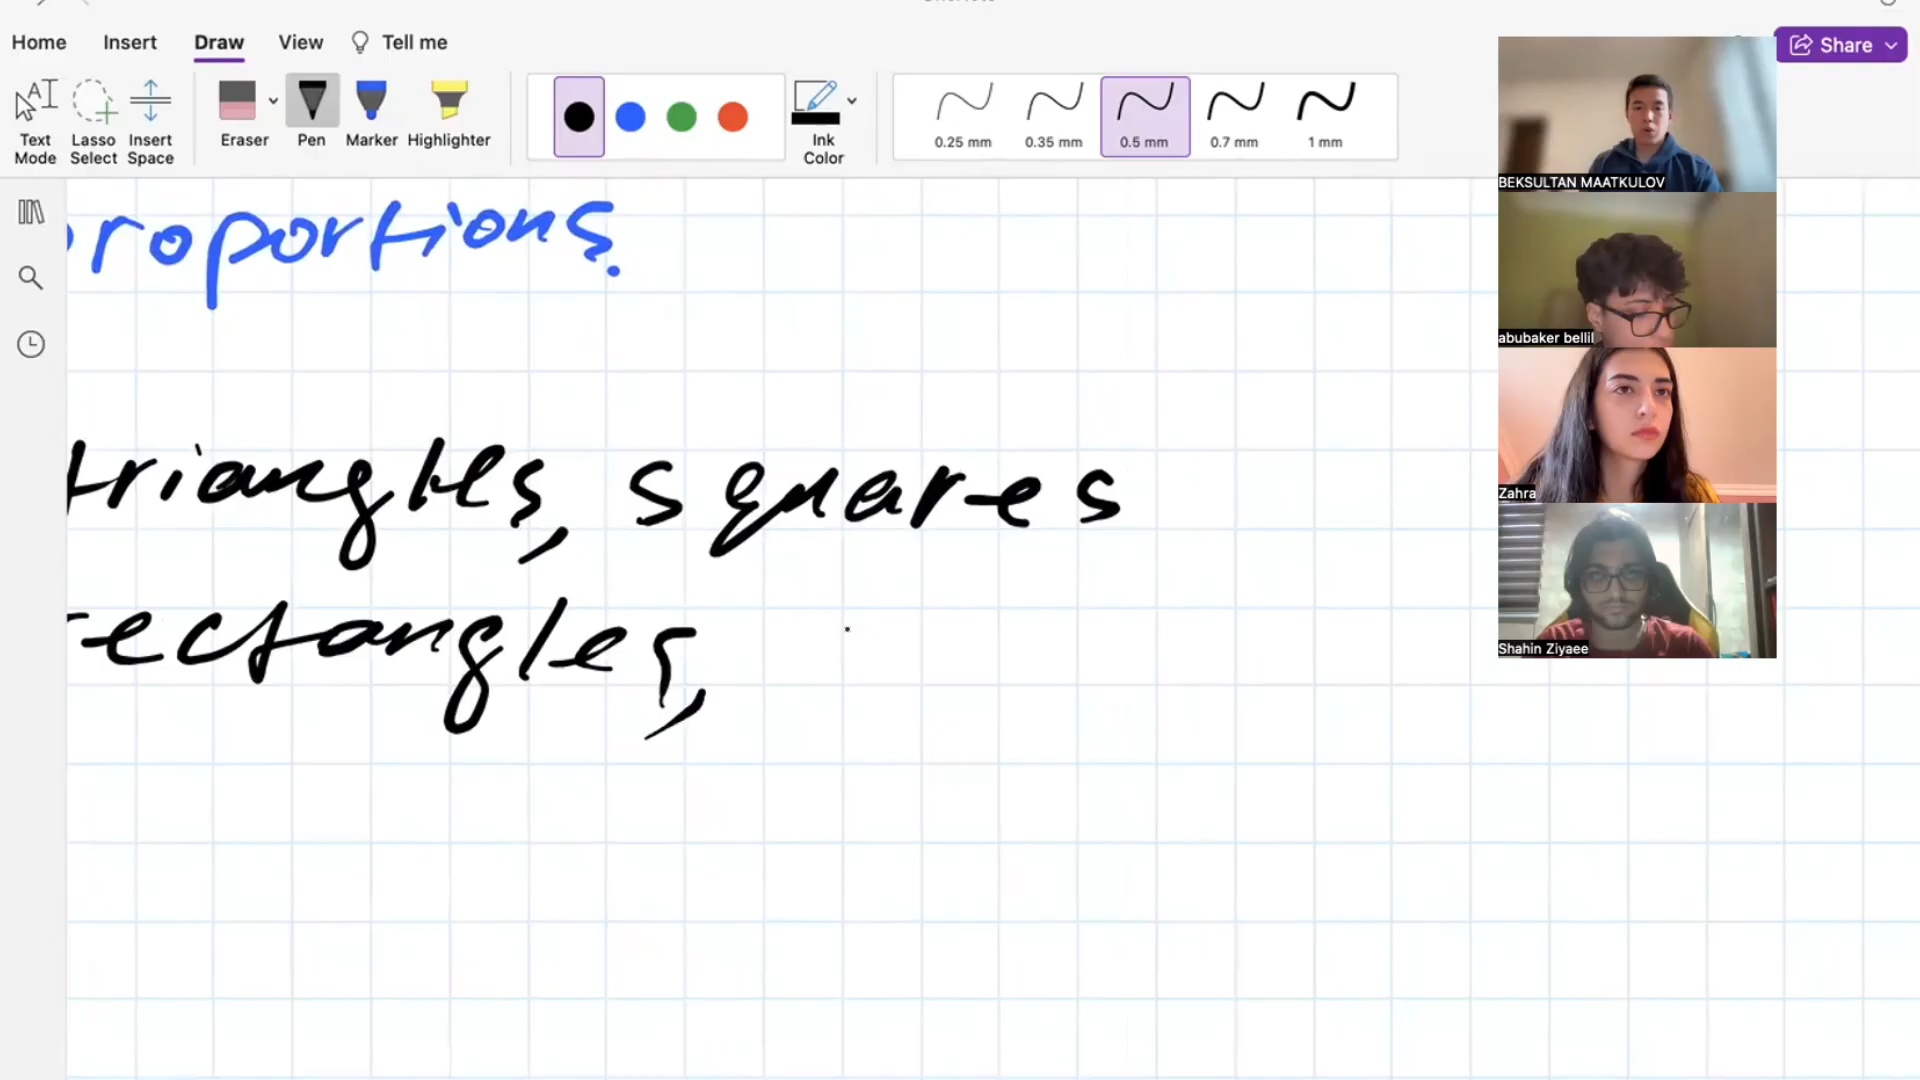 Home Insert Draw View Tell me Share
Text Mode Lasso Select Insert Space Eraser Pen Marker Highlighter Ink Color 0.25 mm 0.35 mm 0.5 mm 0.7 mm 1 mm
BEKSULTAN MAATKULOV
roportions.
abubaker bellil
triangles, squares
Zahra
rectangles,
Shahin Ziyaee